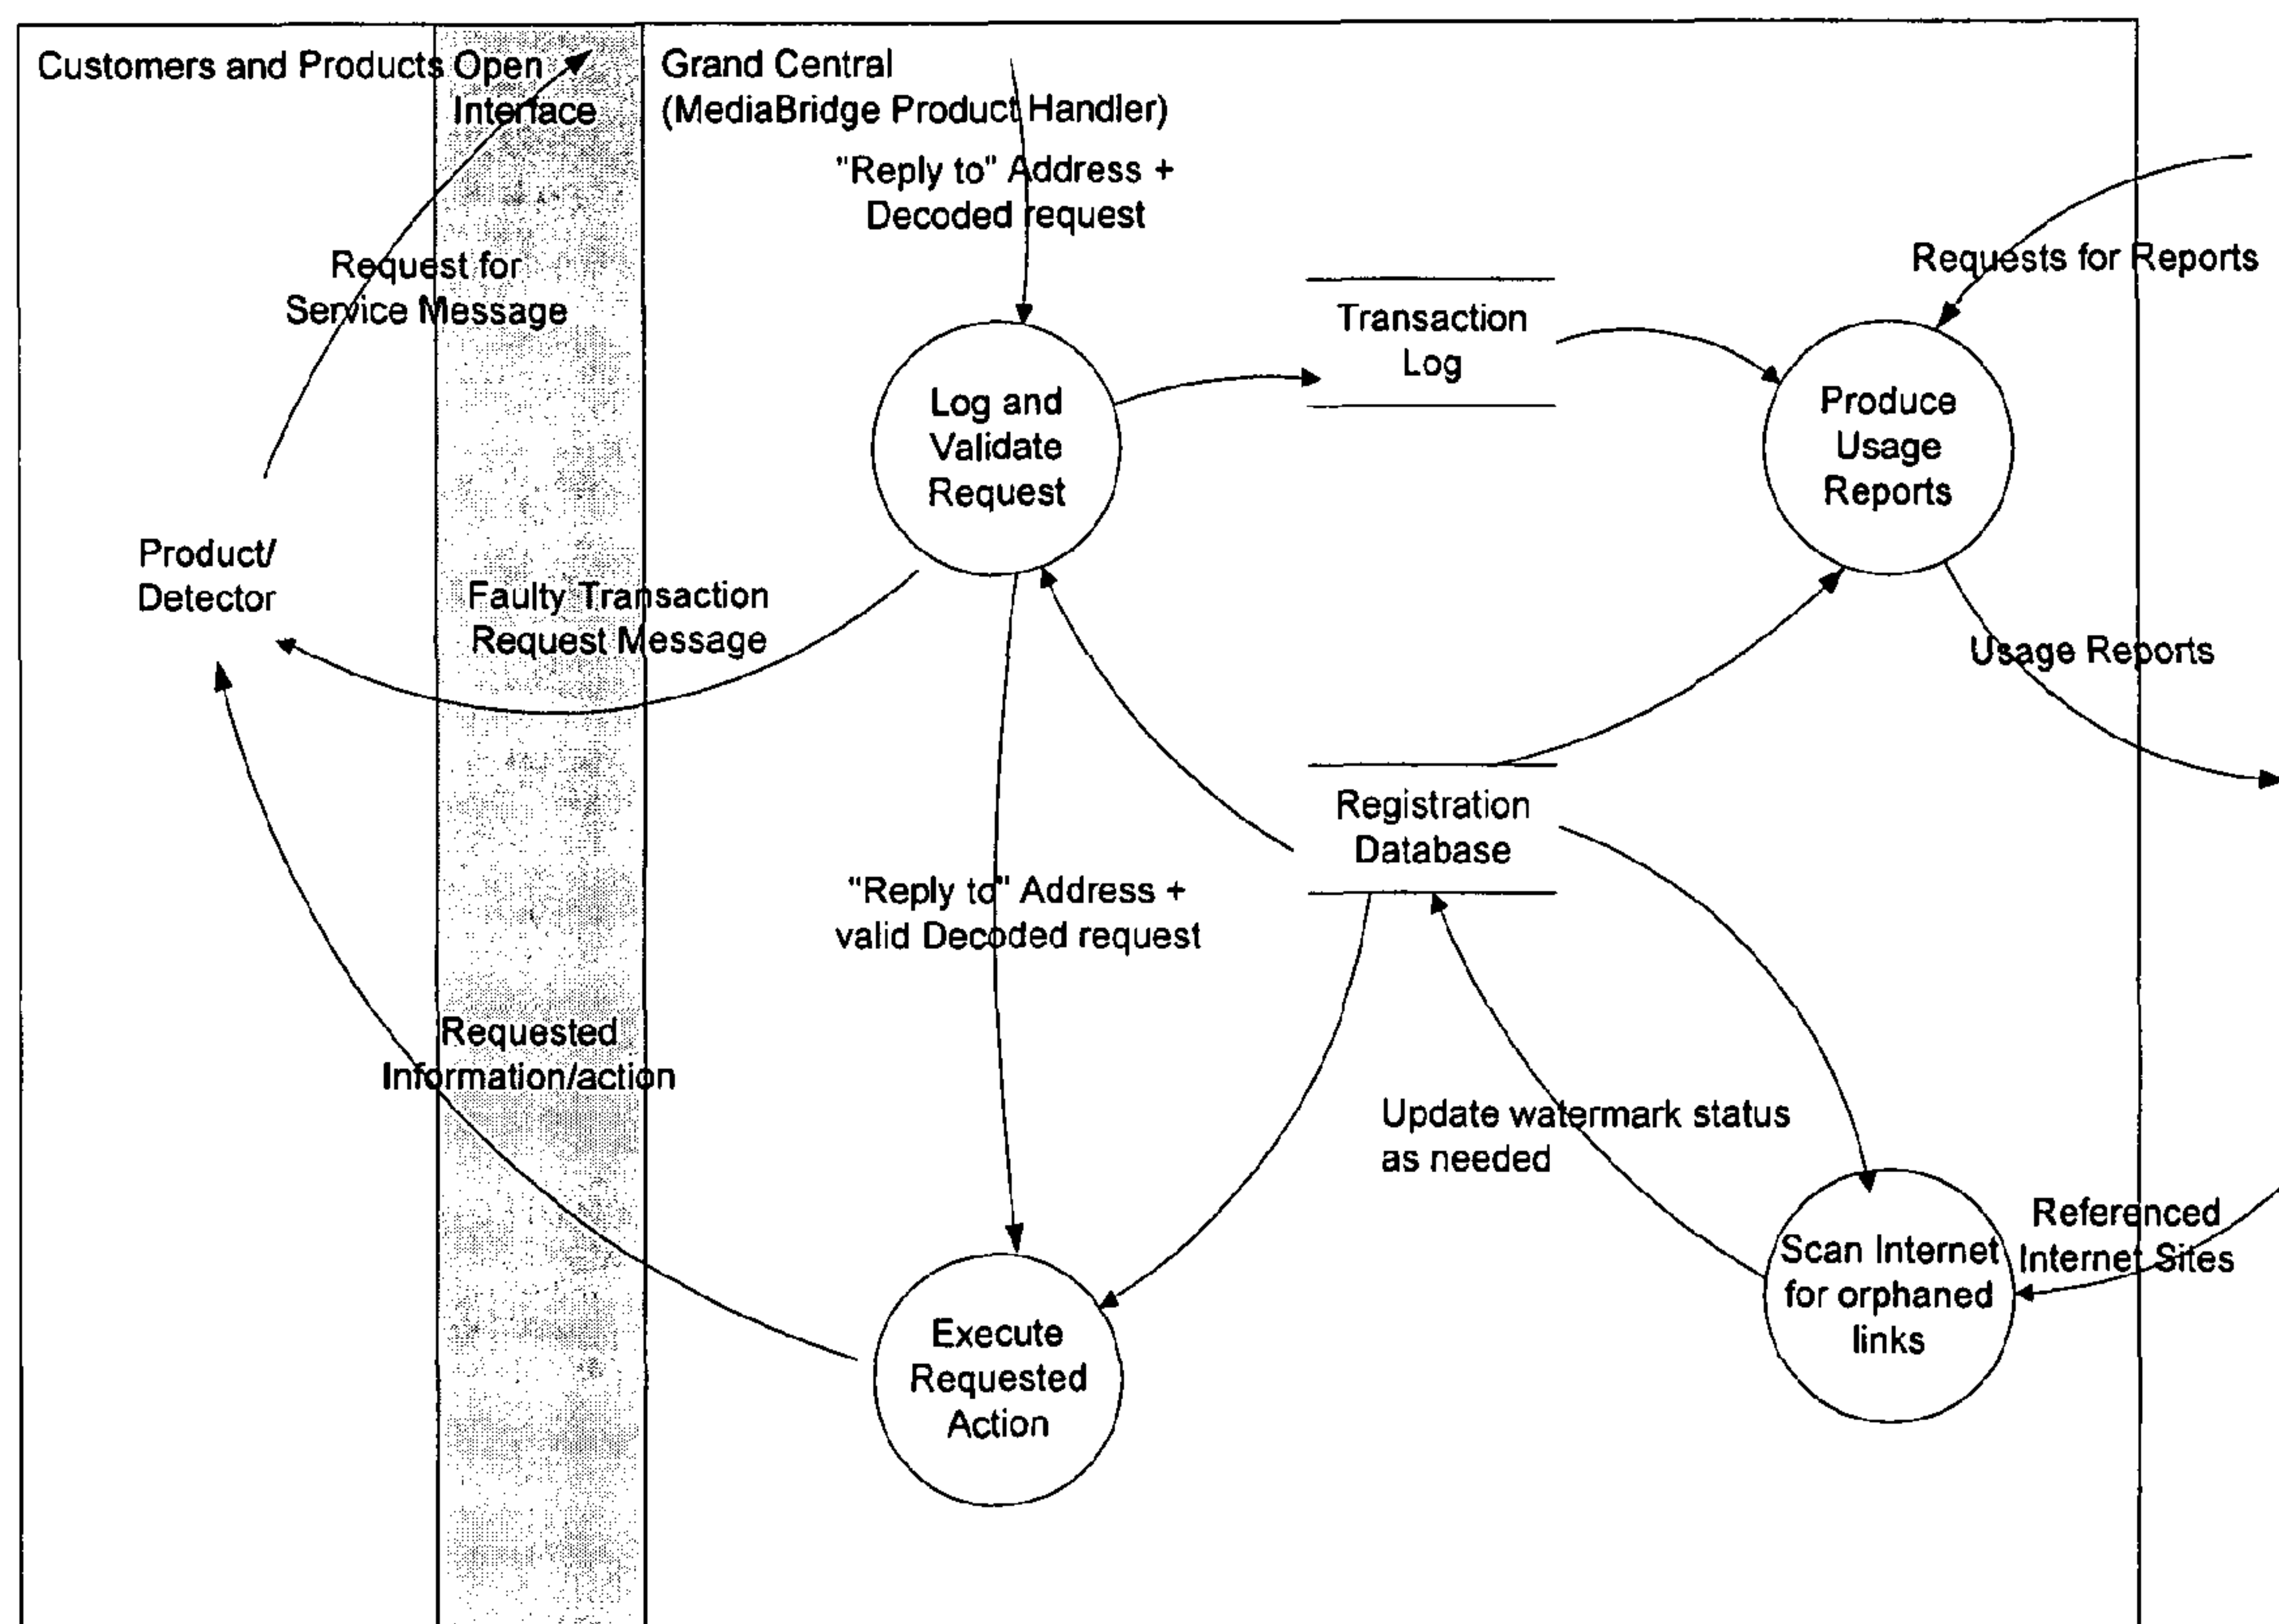 Customers and Products
Open
Interface
Grand Central
(MediaBridge Product Handler)
"Reply to" Address +
Decoded request
Request for
Service Message
Requests for Reports
Transaction
Log
Log and
Validate
Request
Produce
Usage
Reports
Product/
Detector
Faulty Transaction
Request Message
Usage Reports
Registration
Database
"Reply to" Address +
valid Decoded request
Requested
Information/action
Update watermark status
as needed
Referenced
Internet Sites
Scan Internet
for orphaned
links
Execute
Requested
Action